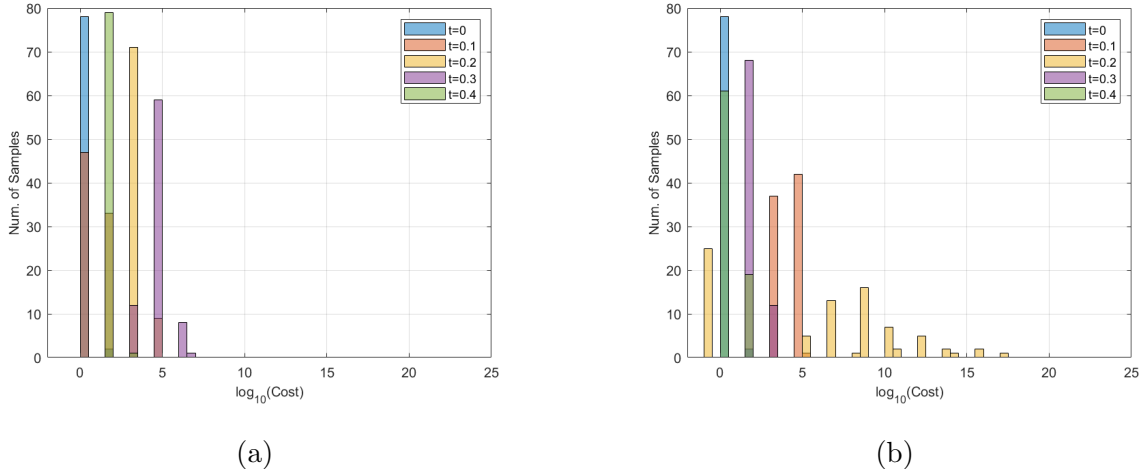 80
70
60
50
40
30
20
10
0
Num. of Samples
0 5 10 15 20 25
log10(Cost)
t=0
t=0.1
t=0.2
t=0.3
t=0.4
(a)
80
70
60
50
40
30
20
10
0
Num. of Samples
0 5 10 15 20 25
log10(Cost)
t=0
t=0.1
t=0.2
t=0.3
t=0.4
(b)